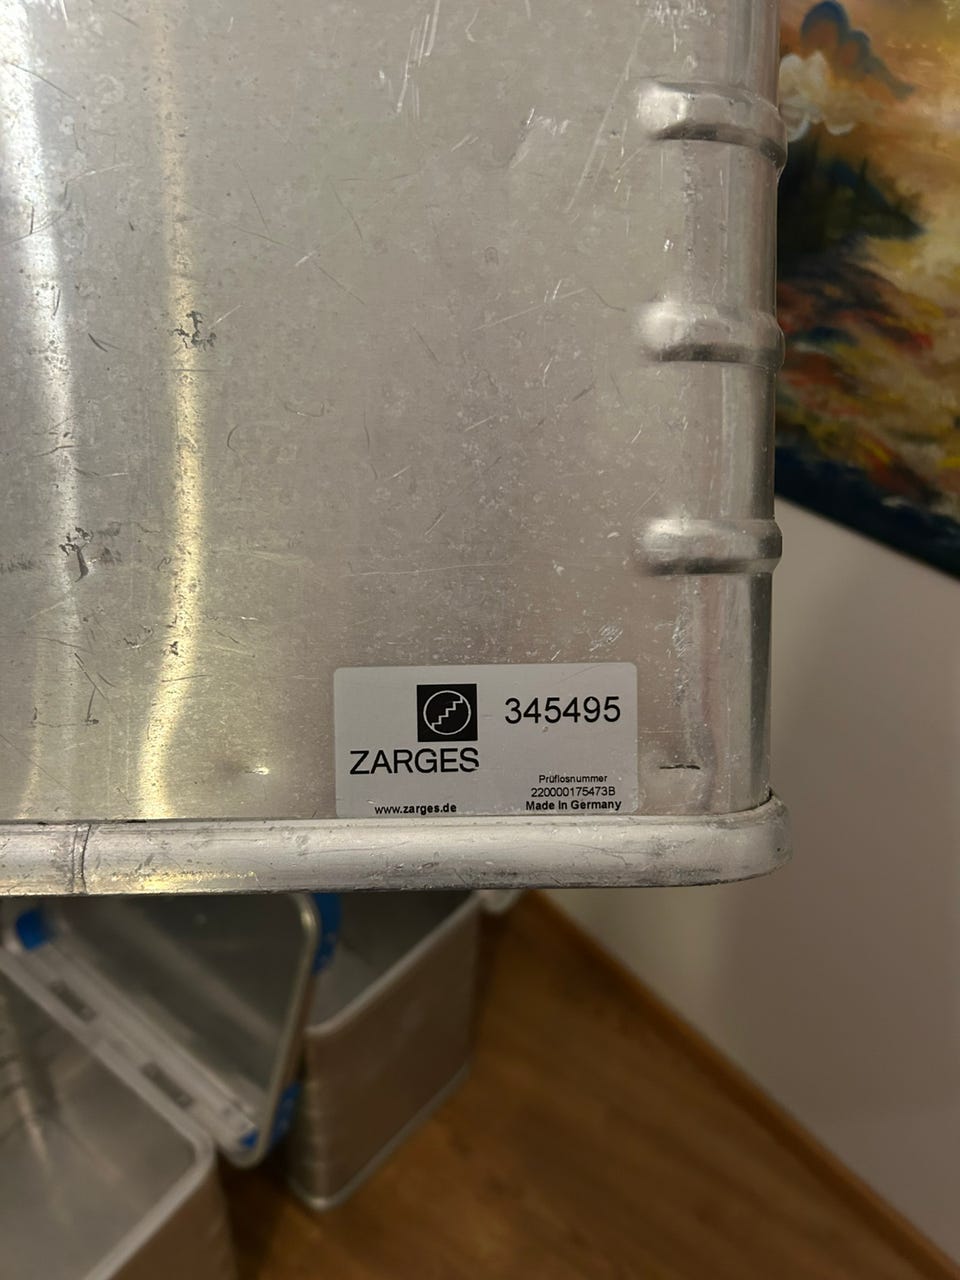 345495
ZARGES
Prüflosnummer
220000175473B
www.zarges.de
Made in Germany